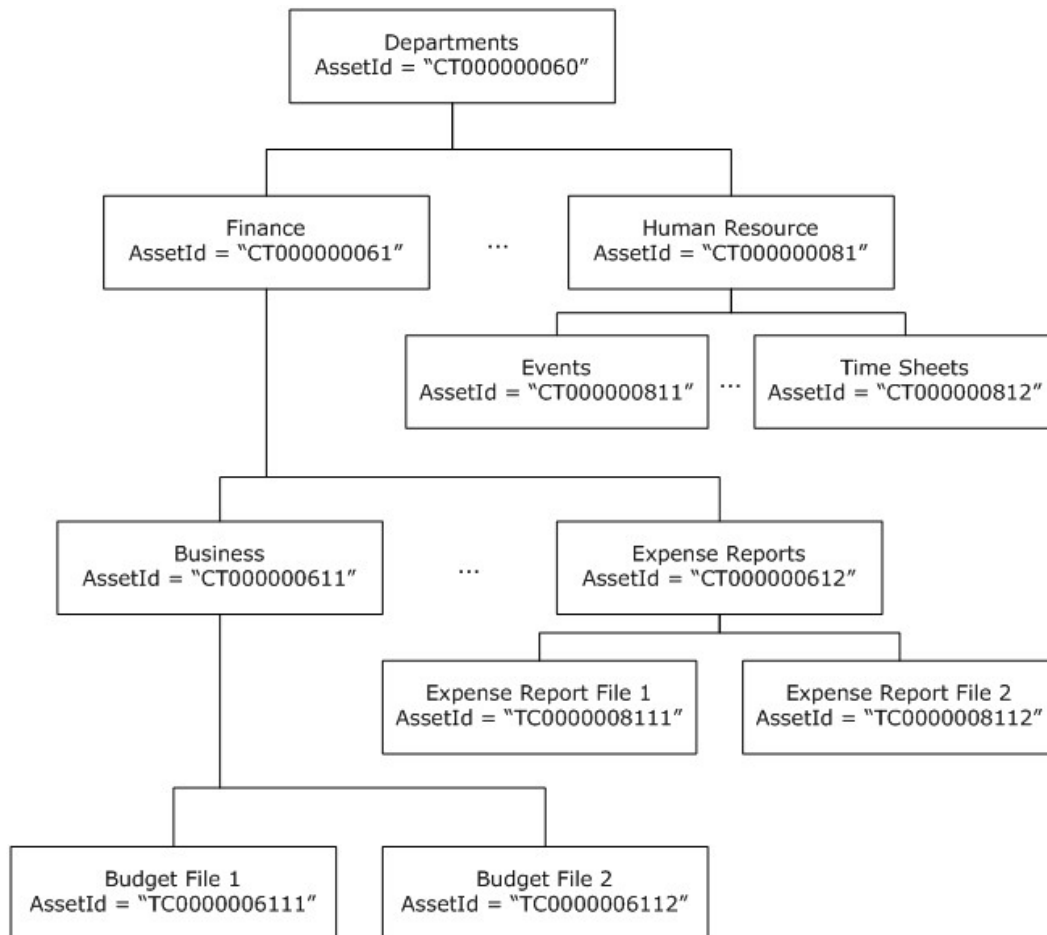 Departments
AssetId = “CT000000060”
Finance
AssetId = “CT000000061”
...
Human Resource
AssetId = “CT000000081”
Events
AssetId = “CT000000811”
...
Time Sheets
AssetId = “CT000000812”
Business
AssetId = “CT000000611”
...
Expense Reports
AssetId = “CT000000612”
Expense Report File 1
AssetId = “TC0000008111”
Expense Report File 2
AssetId = “TC0000008112”
Budget File 1
AssetId = “TC0000006111”
Budget File 2
AssetId = “TC0000006112”